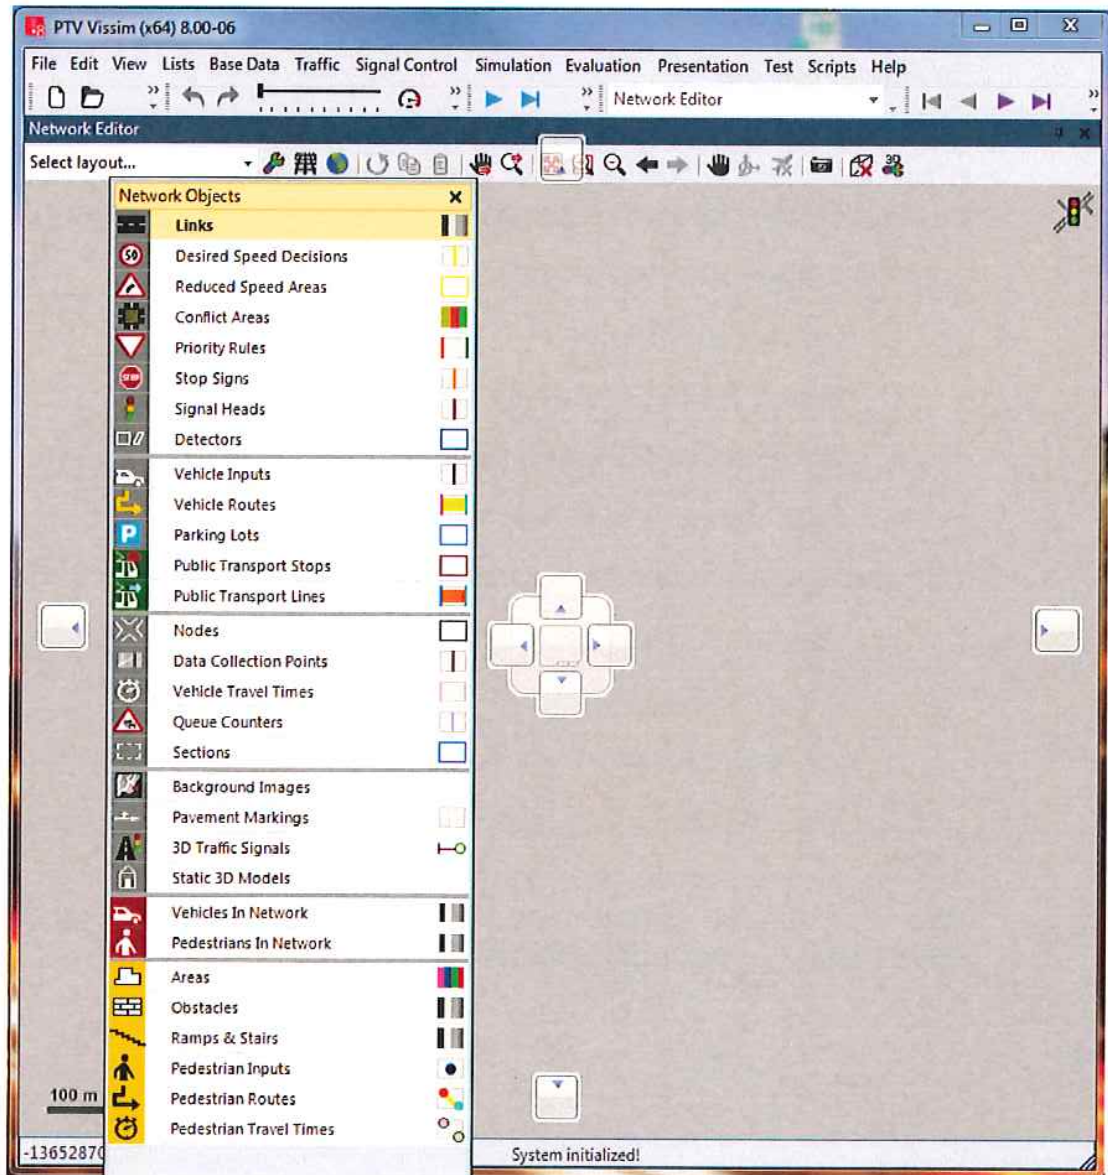 PTV Vissim (x64) 8.00-06
File Edit View Lists Base Data Traffic Signal Control Simulation Evaluation Presentation Test Scripts Help
Network Editor
Network Editor
Select layout...
3D
Network Objects
Links
50
Desired Speed Decisions
Reduced Speed Areas
Conflict Areas
Priority Rules
STOP
Stop Signs
Signal Heads
Detectors
Vehicle Inputs
Vehicle Routes
P
Parking Lots
Public Transport Stops
Public Transport Lines
Nodes
Data Collection Points
Vehicle Travel Times
Queue Counters
Sections
Background Images
Pavement Markings
3D Traffic Signals
Static 3D Models
Vehicles In Network
Pedestrians In Network
Areas
Obstacles
Ramps & Stairs
Pedestrian Inputs
100 m
Pedestrian Routes
Pedestrian Travel Times
-13652870
System initialized!